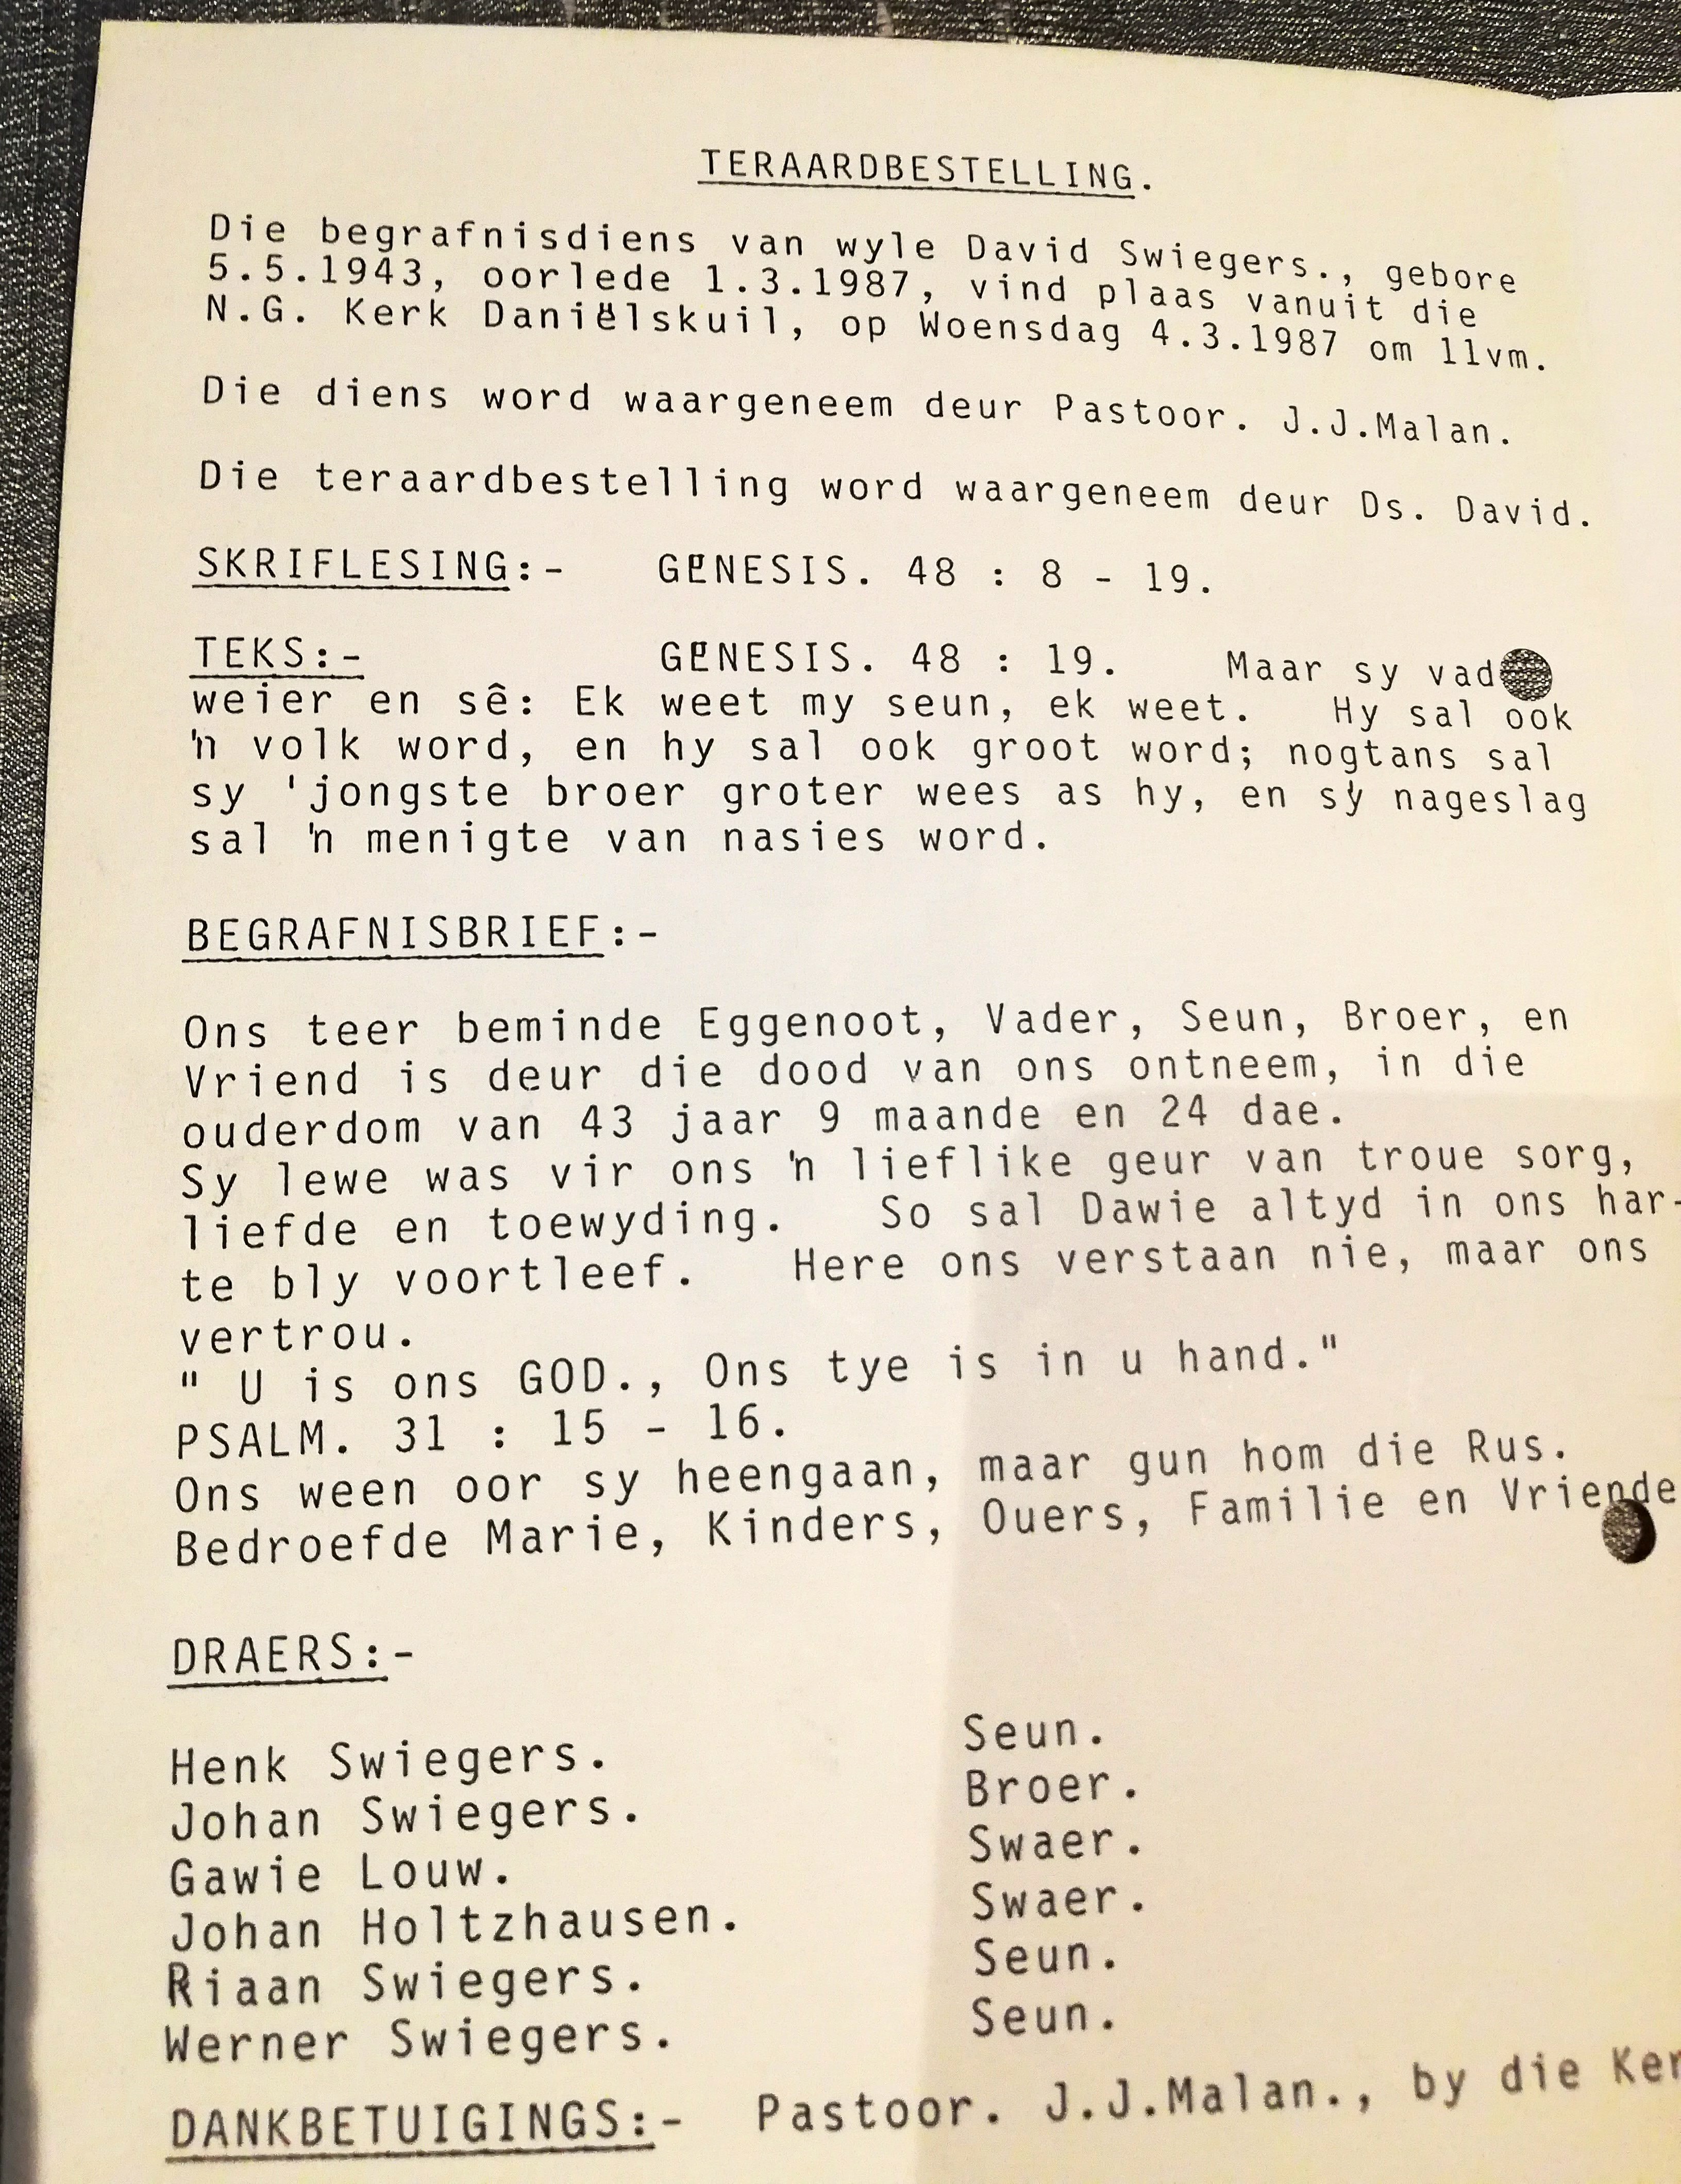 TERAARDBESTELLING.
Die begrafnisdiens van wyle David Swiegers., gebore
5.5.1943, oorlede 1.3.1987, vind plaas vanuit die
N.G. Kerk Daniëlskuil, op Woensdag 4.3.1987 om 11vm.
Die diens word waargeneem deur Pastoor. J.J.Malan.
Die teraardbestelling word waargeneem deur Ds. David.
SKRIFLESING:- GENESIS. 48 : 8 - 19.
TEKS:- GENESIS. 48 : 19. Maar sy vad
weier en sê: Ek weet my seun, ek weet. Hy sal ook
'n volk word, en hy sal ook groot word; nogtans sal
sy 'jongste broer groter wees as hy, en sy nageslag
sal 'n menigte van nasies word.
BEGRAFNISBRIEF:-
Ons teer beminde Eggenoot, Vader, Seun, Broer, en
Vriend is deur die dood van ons ontneem, in die
ouderdom van 43 jaar 9 maande en 24 dae.
Sy lewe was vir ons 'n lieflike geur van troue sorg,
liefde en toewyding. So sal Dawie altyd in ons har-
te bly voortleef. Here ons verstaan nie, maar ons
vertrou.
" U is ons GOD., Ons tye is in u hand."
PSALM. 31 : 15 - 16.
Ons ween oor sy heengaan, maar gun hom die Rus.
Bedroefde Marie, Kinders, Ouers, Familie en Vriende
DRAERS:-
Henk Swiegers. Seun.
Johan Swiegers. Broer.
Gawie Louw. Swaer.
Johan Holtzhausen. Swaer.
Riaan Swiegers. Seun.
Werner Swiegers. Seun.
DANKBETUIGINGS:- Pastoor. J.J.Malan., by die Ker